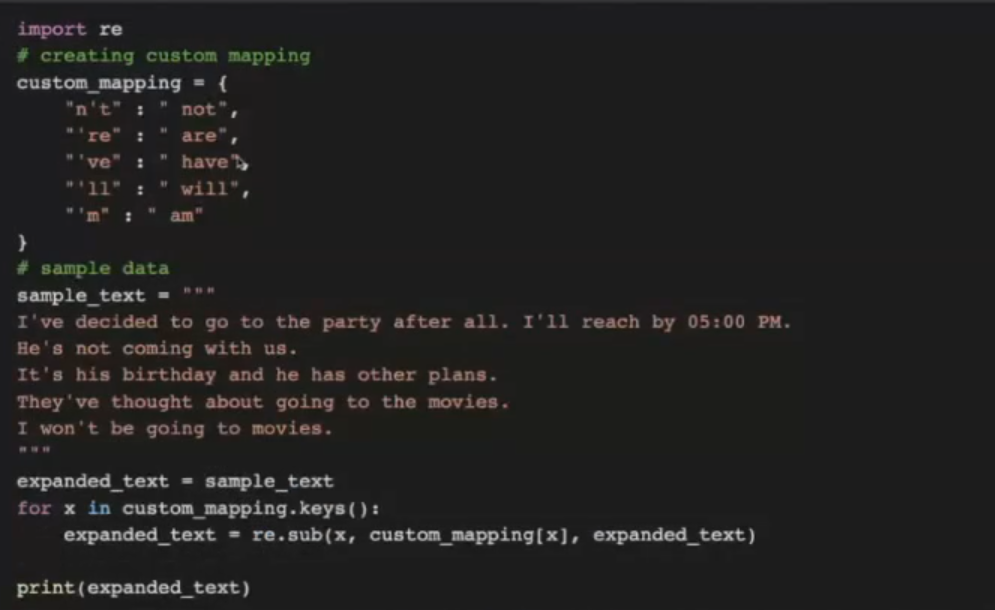 import re
# creating custom mapping
custom_mapping = {
    "n't" : " not",
    "'re" : " are",
    "'ve" : " have",
    "'ll" : " will",
    "'m" : " am"
}
# sample data
sample_text = """
I've decided to go to the party after all. I'll reach by 05:00 PM.
He's not coming with us.
It's his birthday and he has other plans.
They've thought about going to the movies.
I won't be going to movies.
"""
expanded_text = sample_text
for x in custom_mapping.keys():
    expanded_text = re.sub(x, custom_mapping[x], expanded_text)

print(expanded_text)